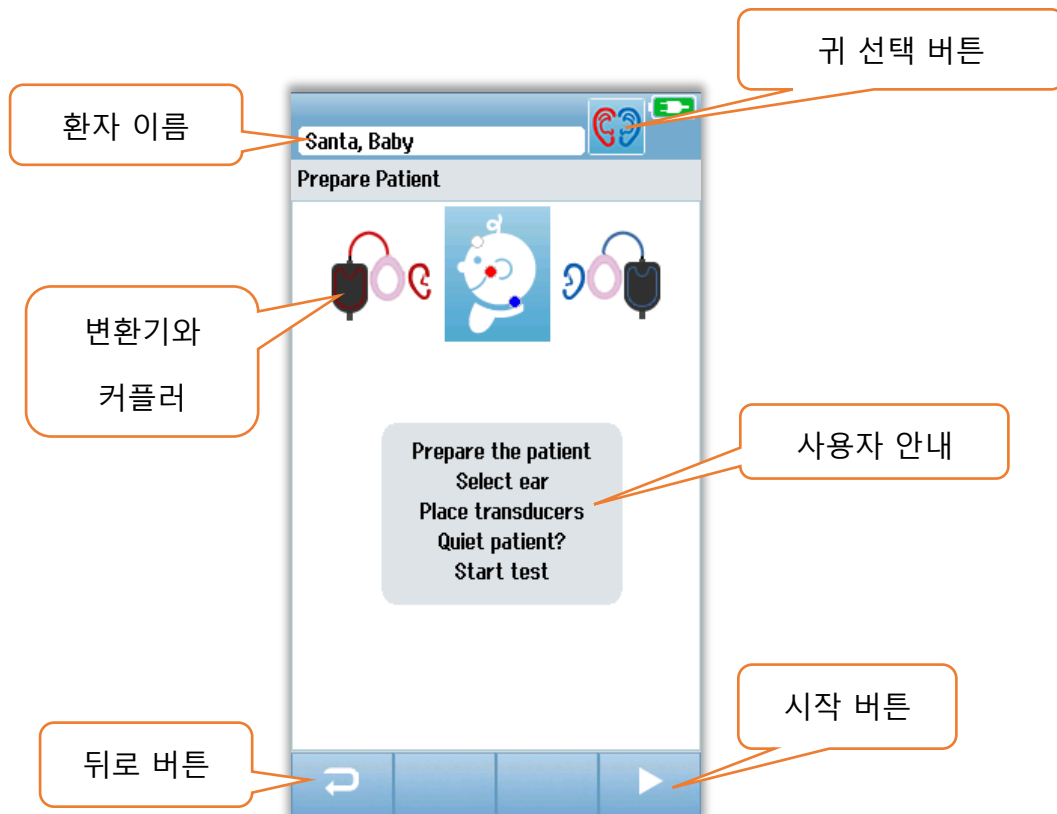 귀 선택 버튼
환자 이름
Santa, Baby
Prepare Patient
변환기와
커플러
Prepare the patient
Select ear
Place transducers
Quiet patient?
Start test
사용자 안내
시작 버튼
뒤로 버튼